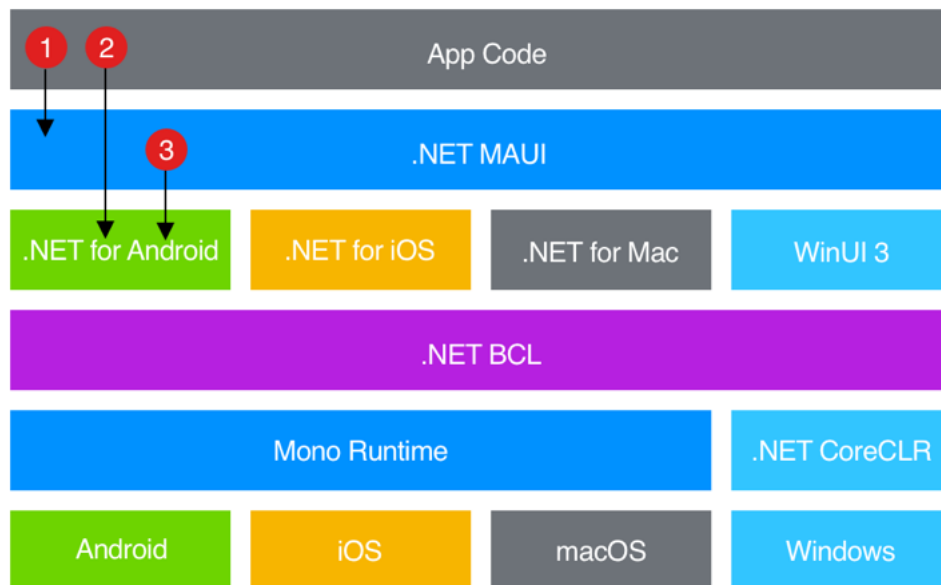 1
2
App Code
.NET MAUI
3
.NET for Android
.NET for iOS
.NET for Mac
WinUI 3
.NET BCL
Mono Runtime
.NET CoreCLR
Android
iOS
macOS
Windows